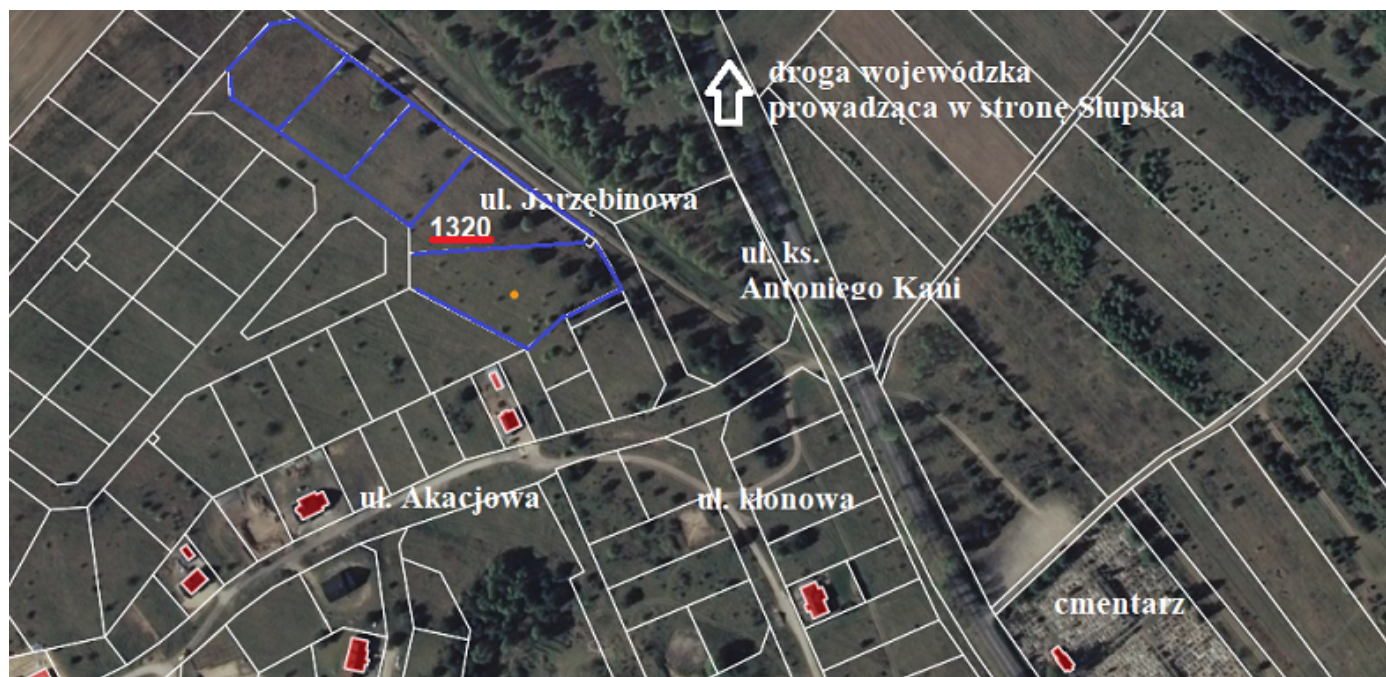 droga wojewódzka
prowadząca w stronę Słupska
ul. Jarzębinowa
1320
ul. ks.
Antoniego Kani
ul. Akacjowa
ul. klonowa
cmentarz